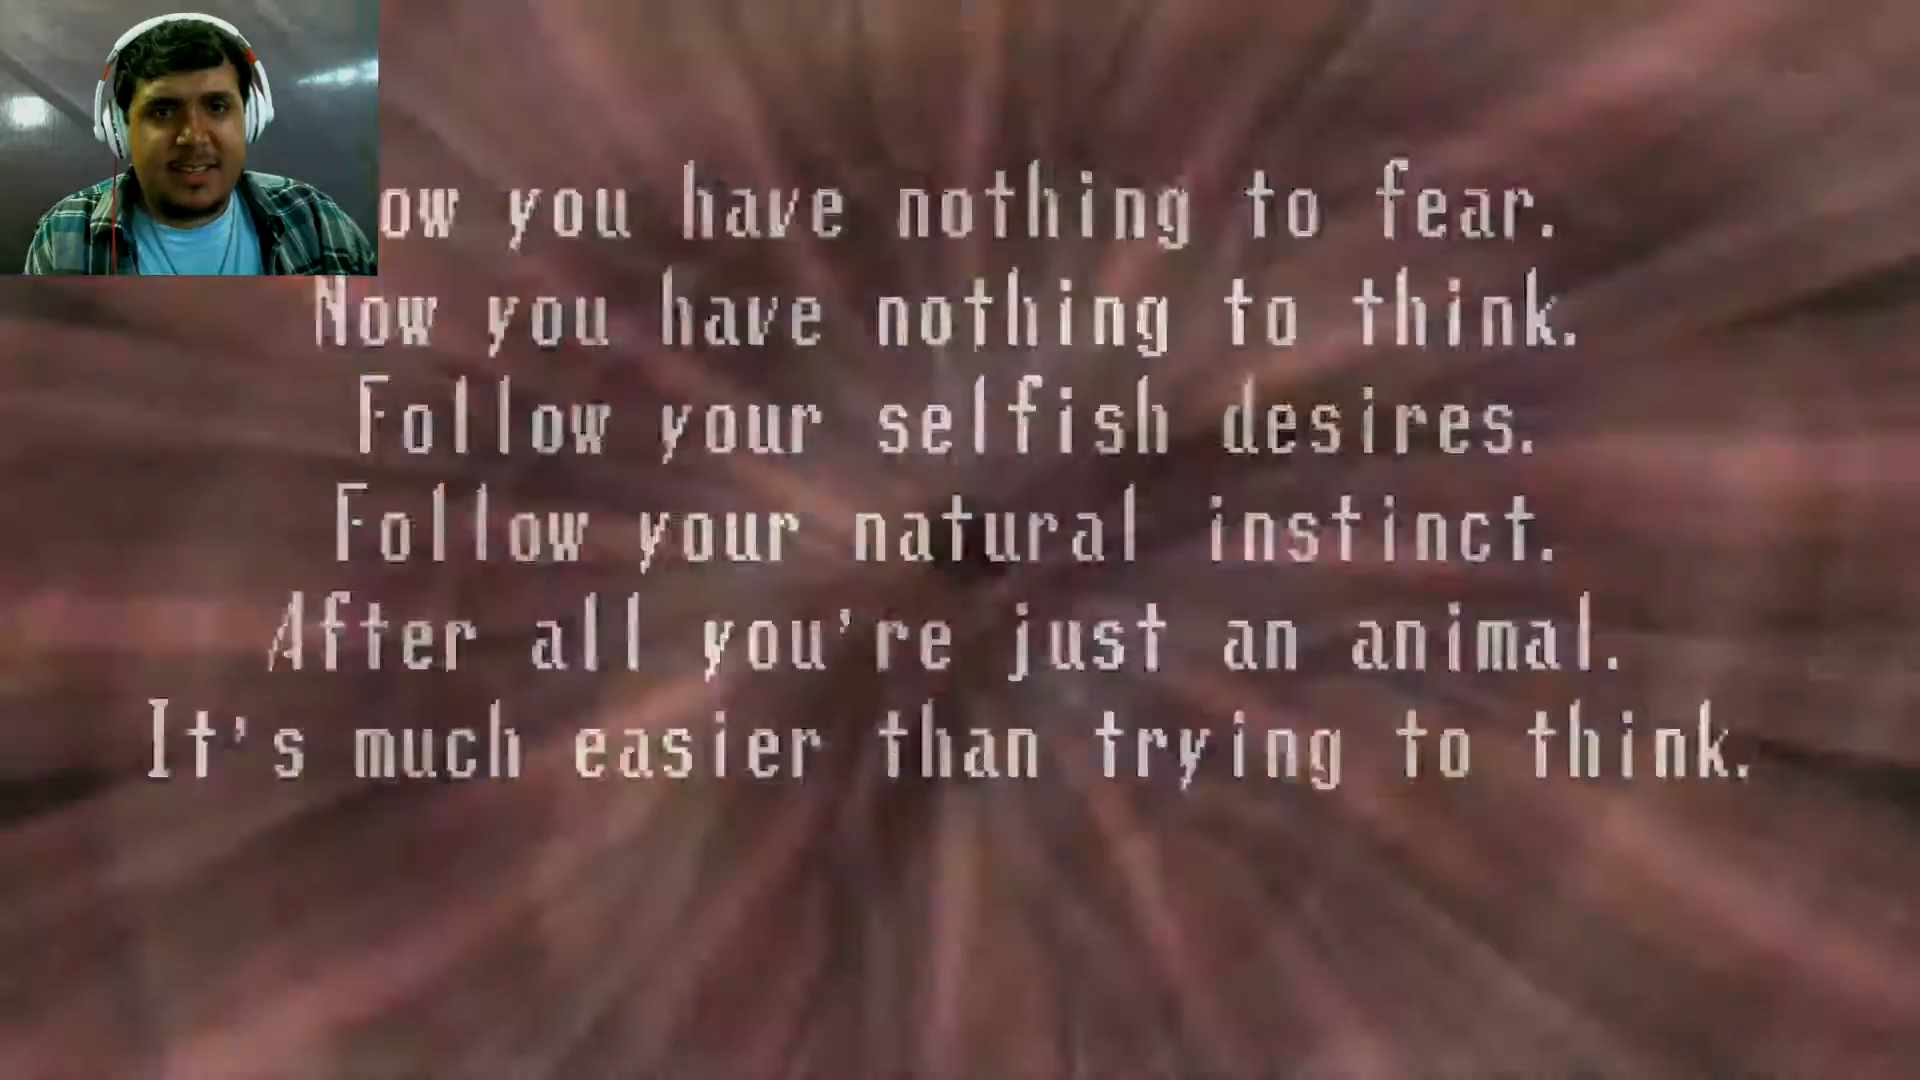 ow you have nothing to fear.
Now you have nothing to think.
Follow your selfish desires.
Follow your natural instinct.
After all you're just an animal.
It's much easier than trying to think.